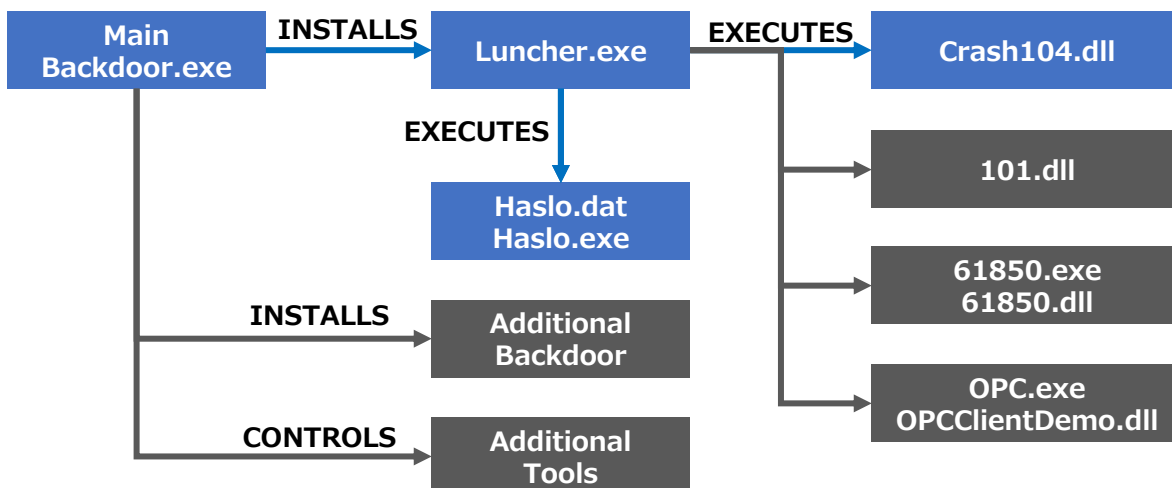 Main
Backdoor.exe
INSTALLS
Luncher.exe
EXECUTES
Crash104.dll
EXECUTES
101.dll
Haslo.dat
Haslo.exe
61850.exe
61850.dll
INSTALLS
Additional
Backdoor
OPC.exe
OPCClientDemo.dll
CONTROLS
Additional
Tools